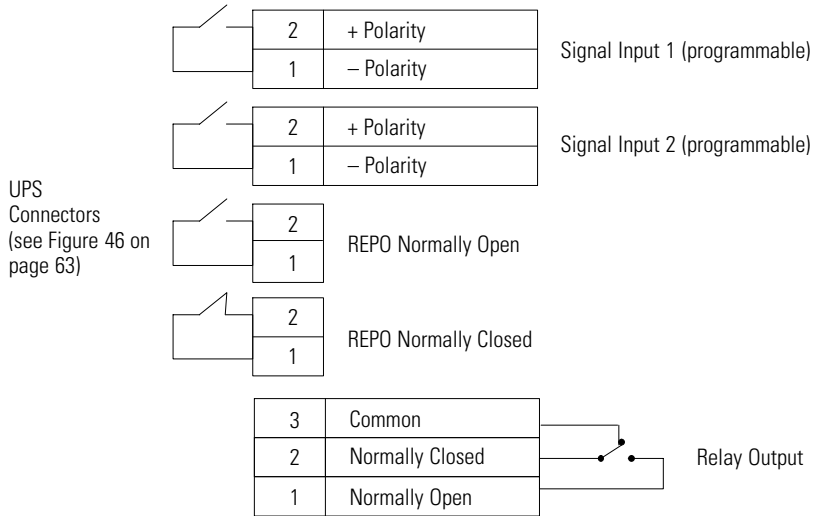 2 + Polarity
1 – Polarity
Signal Input 1 (programmable)
2 + Polarity
1 – Polarity
Signal Input 2 (programmable)
UPS
Connectors
(see Figure 46 on
page 63)
2
1
REPO Normally Open
2
1
REPO Normally Closed
3 Common
2 Normally Closed
1 Normally Open
Relay Output